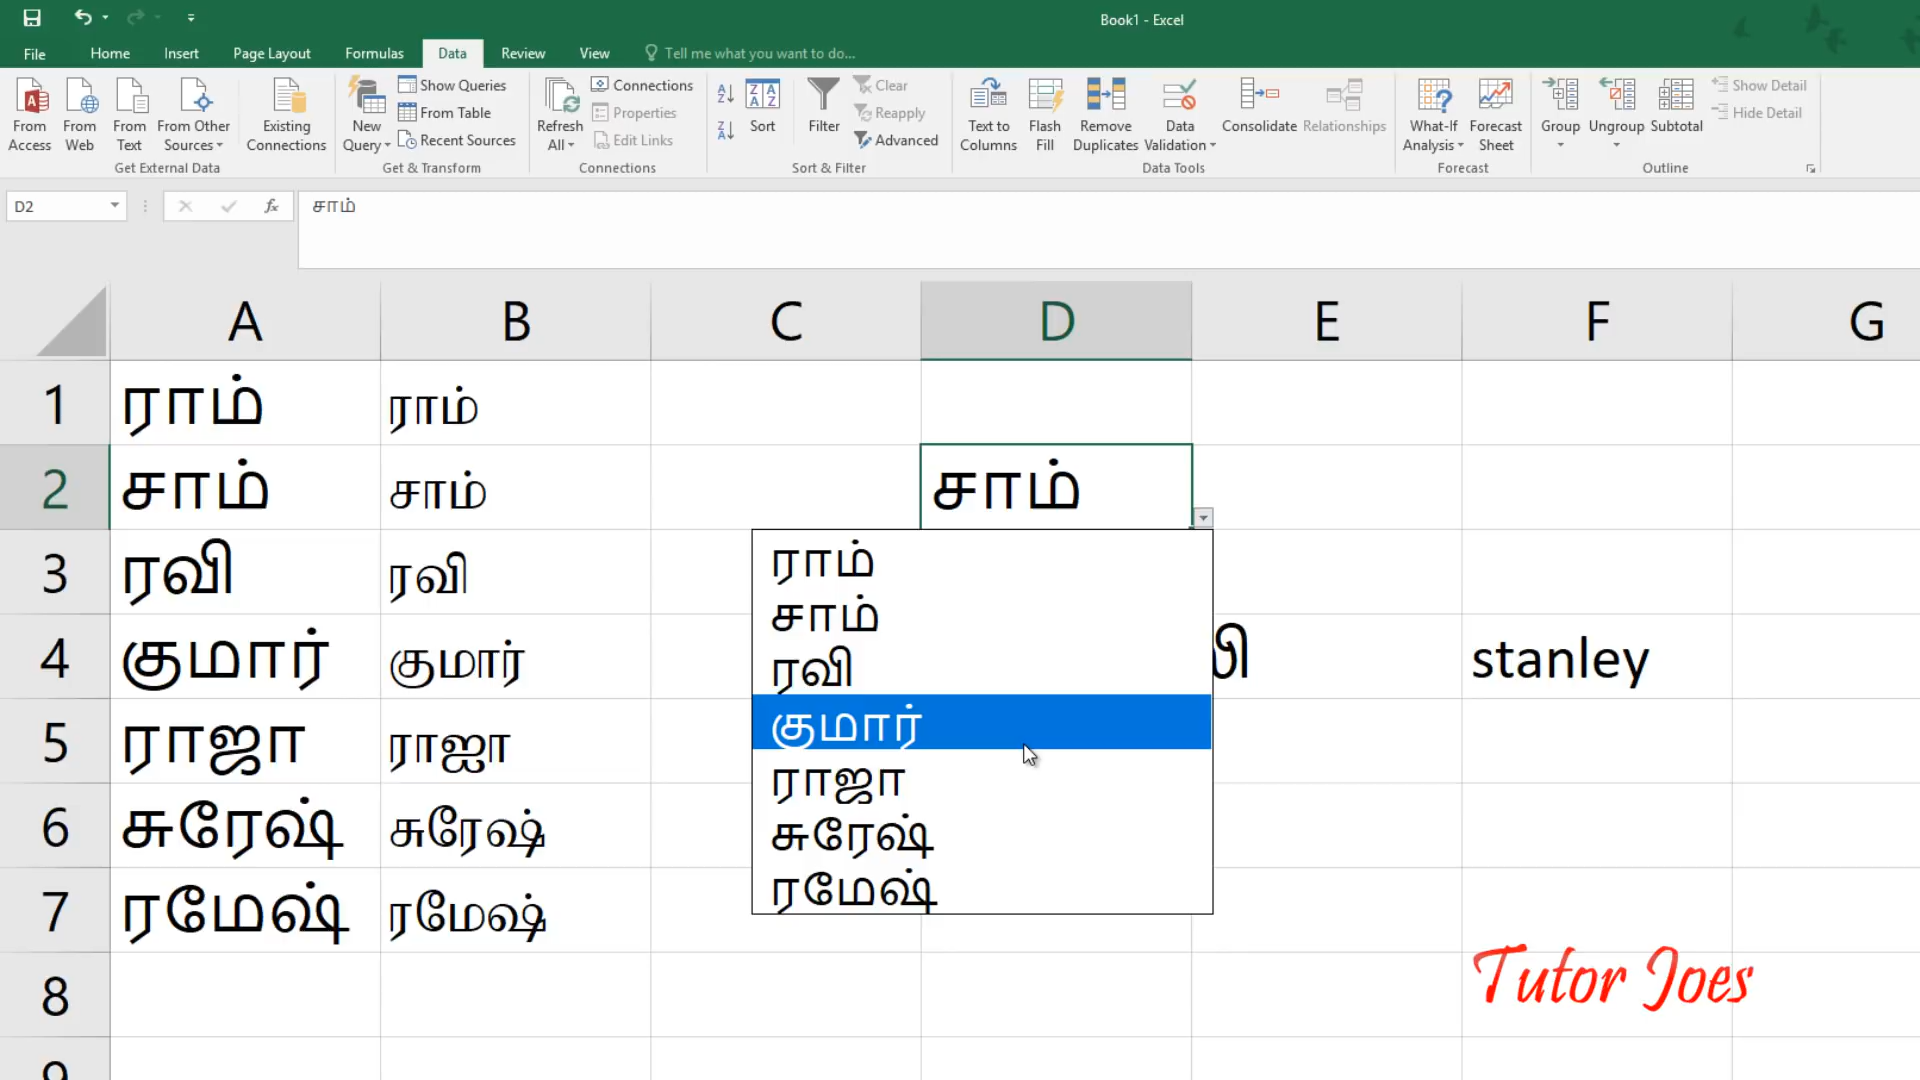 Book1 - Excel
File Home Insert Page Layout Formulas Data Review View Tell me what you want to do...
From Access From Web From Text From Other Sources Existing Connections
Get External Data
New Query Show Queries From Table Recent Sources
Get & Transform
Refresh All Connections Properties Edit Links
Connections
Sort Filter Clear Reapply Advanced
Sort & Filter
Text to Columns Flash Fill Remove Duplicates Data Validation Consolidate Relationships
Data Tools
What-If Analysis Forecast Sheet
Forecast
Group Ungroup Subtotal Show Detail Hide Detail
Outline
D2 fx சாம்
A B C D E F G
1 ராம் ராம்
2 சாம் சாம் சாம்
3 ரவி ரவி
4 குமார் குமார் stanley
5 ராஜா ராஜா
6 சுரேஷ் சுரேஷ்
7 ரமேஷ் ரமேஷ்
8
9
ராம்
சாம்
ரவி
குமார்
ராஜா
சுரேஷ்
ரமேஷ்
Tutor Joes